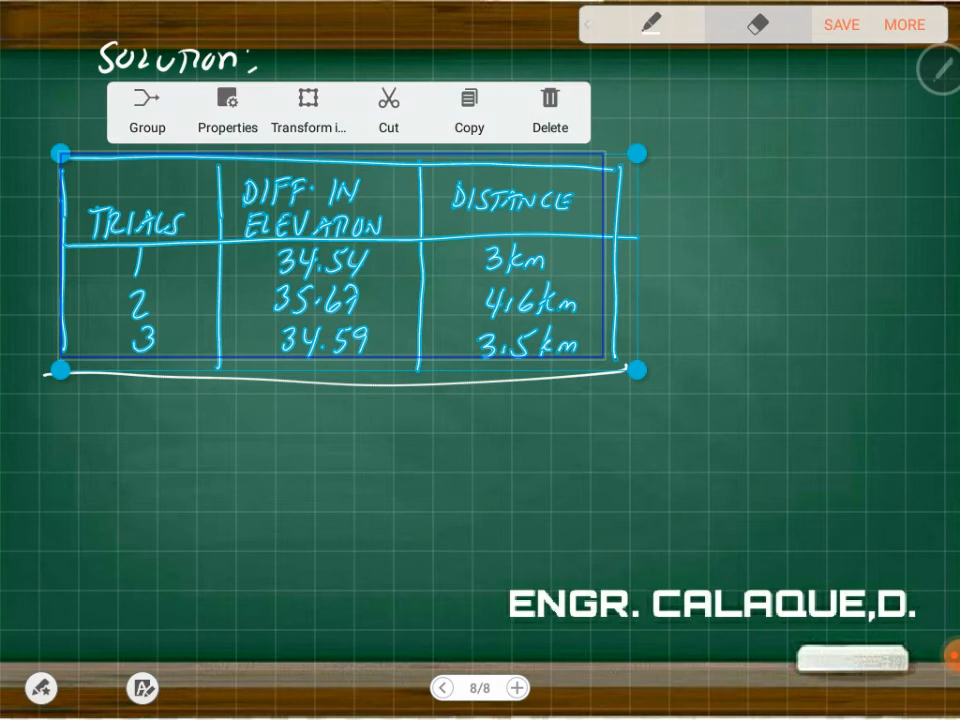 SAVE MORE
SOLUTION:
Group Properties Transform i... Cut Copy Delete
TRIALS DIFF. IN ELEVATION DISTANCE
1 34.54 3km
2 35.67 4.6km
3 34.59 3.5km
ENGR. CALAQUE,D.
8/8